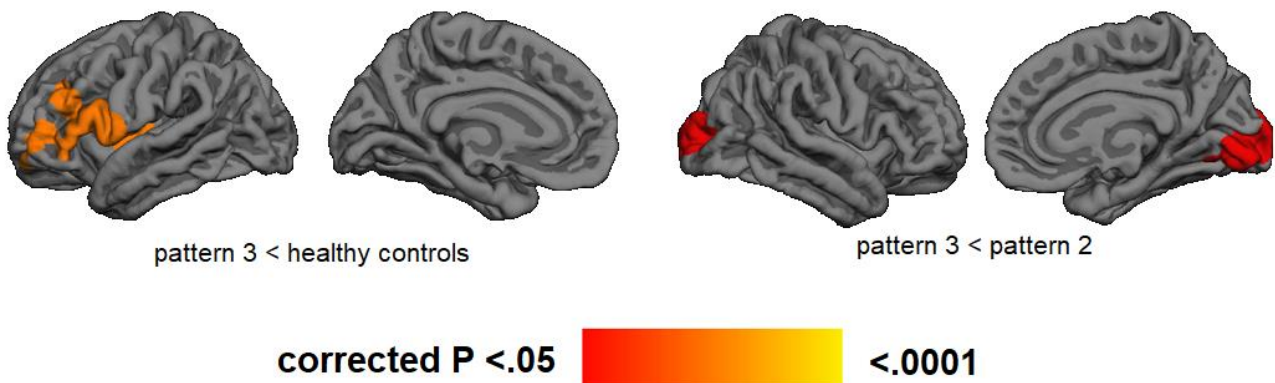 pattern 3 < healthy controls
pattern 3 < pattern 2
corrected P <.05 <.0001